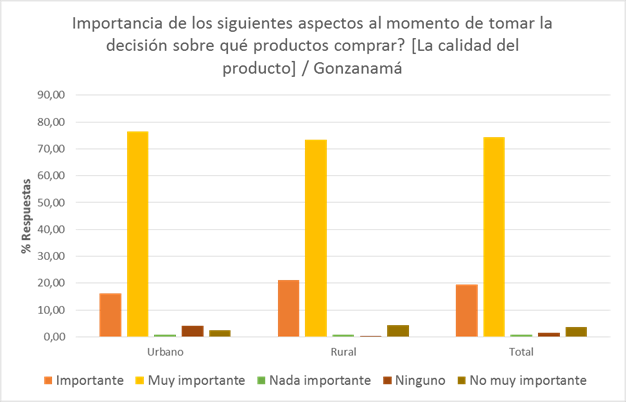 Importancia de los siguientes aspectos al momento de tomar la
decisión sobre qué productos comprar? [La calidad del
producto] / Gonzanamá
90,00
80,00
70,00
60,00
50,00
40,00
30,00
20,00
10,00
0,00
% Respuestas
Urbano Rural Total
Importante Muy importante Nada importante Ninguno No muy importante